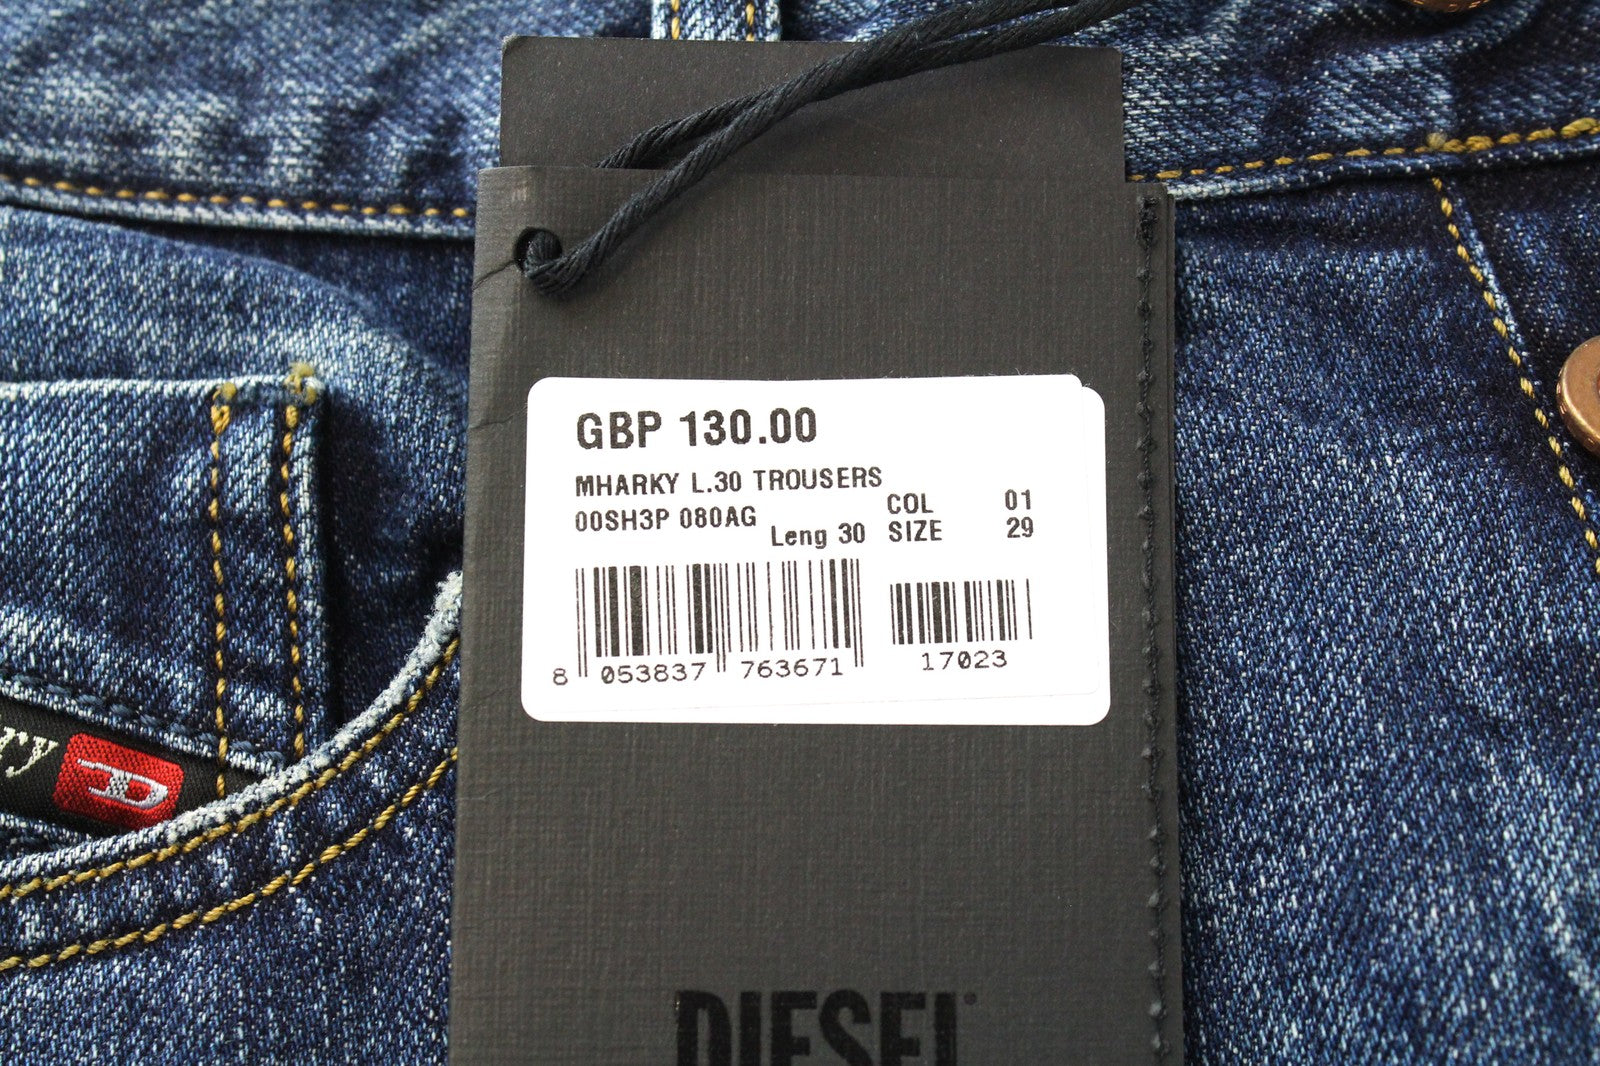 GBP 130.00
MHARKY L.30 TROUSERS
00SH3P 080AG
Leng 30
COL 01
SIZE 29
8 053837 763671
17023
DIESEL